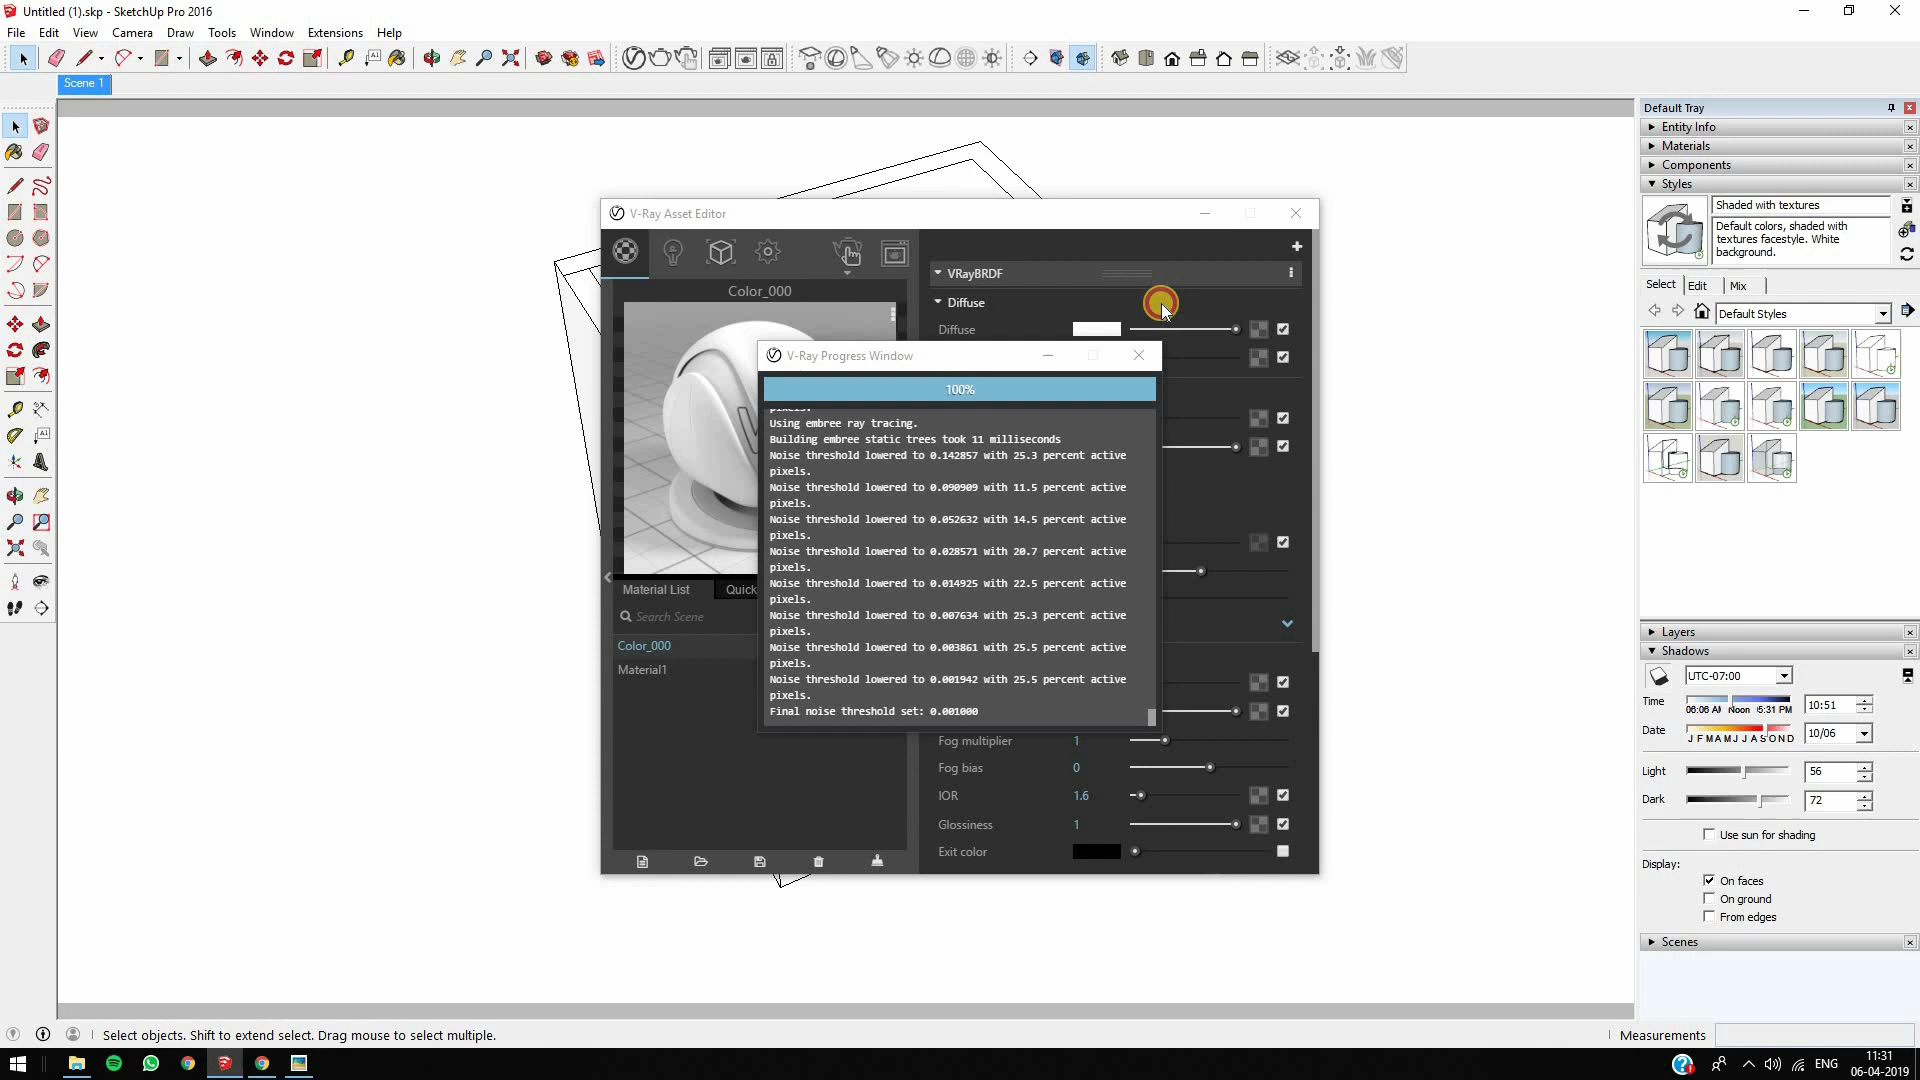 Untitled (1).skp - SketchUp Pro 2016
File Edit View Camera Draw Tools Window Extensions Help
Scene 1
Default Tray
Entity Info
Materials
Components
Styles
Shaded with textures
Default colors, shaded with
textures facestyle. White
background.
Select Edit Mix
Default Styles
V-Ray Asset Editor
Color_000
VRayBRDF
Diffuse
Diffuse
V-Ray Progress Window
100%
pixels.
Using embree ray tracing.
Building embree static trees took 11 milliseconds
Noise threshold lowered to 0.142857 with 25.3 percent active
pixels.
Noise threshold lowered to 0.090909 with 11.5 percent active
pixels.
Noise threshold lowered to 0.052632 with 14.5 percent active
pixels.
Noise threshold lowered to 0.028571 with 20.7 percent active
pixels.
Noise threshold lowered to 0.014925 with 22.5 percent active
pixels.
Noise threshold lowered to 0.007634 with 25.3 percent active
pixels.
Noise threshold lowered to 0.003861 with 25.5 percent active
pixels.
Noise threshold lowered to 0.001942 with 25.5 percent active
pixels.
Final noise threshold set: 0.001000
Material List Quick
Search Scene
Color_000
Material1
Fog multiplier 1
Fog bias 0
IOR 1.6
Glossiness 1
Exit color
Layers
Shadows
UTC-07:00
Time 06:06 AM Noon 5:31 PM 10:51
Date J F M A M J J A S O N D 10/06
Light 56
Dark 72
Use sun for shading
Display:
On faces
On ground
From edges
Scenes
Select objects. Shift to extend select. Drag mouse to select multiple.
Measurements
ENG
11:31
06-04-2019